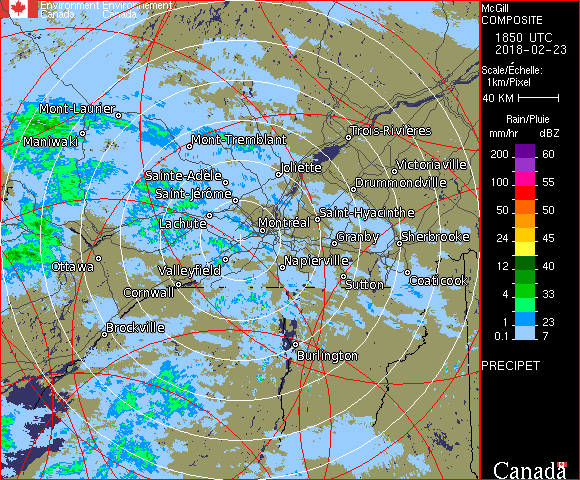 Environment Environnement
Canada Canada
McGill
COMPOSITE
1850 UTC
2018-02-23
Scale/Échelle:
1km/Pixel
40 KM
Rain/Pluie
mm/hr dBZ
200 60
100 55
50 50
24 45
12 40
4 33
1 23
0.1 7
PRECIPET
Canada
Mont-Laurier
Maniwaki
Mont-Tremblant
Trois-Rivières
Joliette
Victoriaville
Sainte-Adèle
Drummondville
Saint-Jérôme
Lachute
Saint-Hyacinthe
Montréal
Granby
Sherbrooke
Ottawa
Valleyfield
Napierville
Cornwall
Sutton
Coaticook
Brockville
Burlington